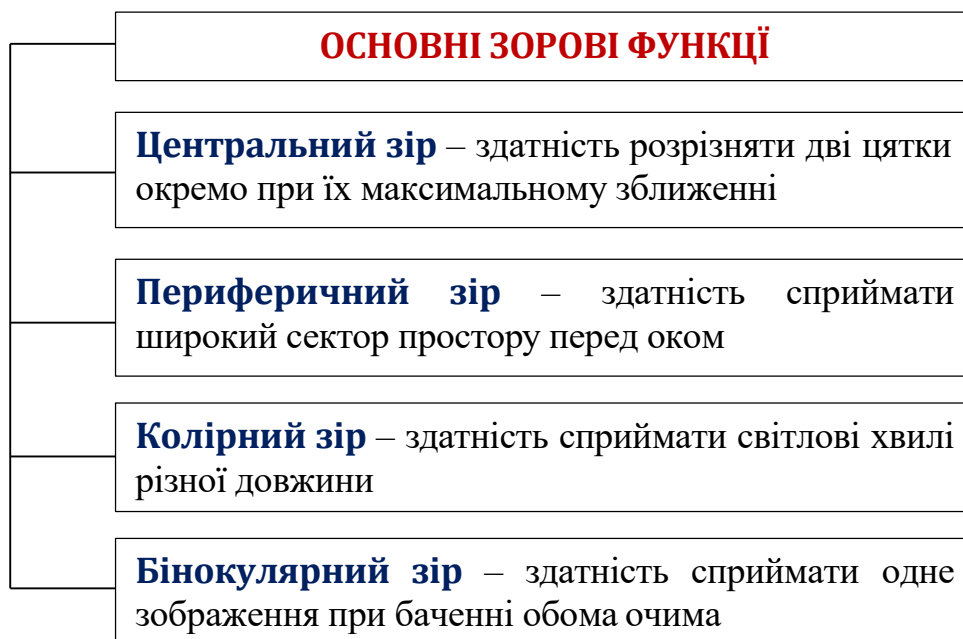 ОСНОВНІ ЗОРОВІ ФУНКЦЇ
Центральний зір – здатність розрізняти дві цятки
окремо при їх максимальному зближенні
Периферичний зір – здатність сприймати
широкий сектор простору перед оком
Колірний зір – здатність сприймати світлові хвилі
різної довжини
Бінокулярний зір – здатність сприймати одне
зображення при баченні обома очима